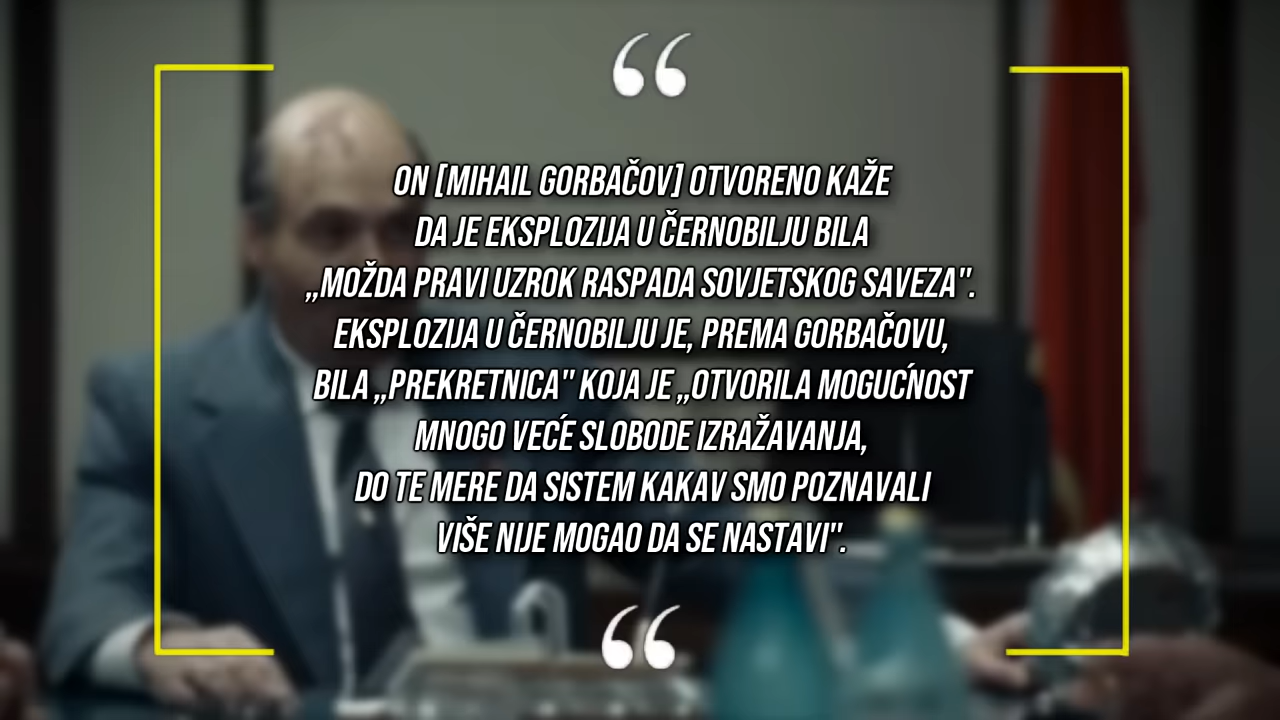 “
ON [MIHAIL GORBAČOV] OTVORENO KAŽE
DA JE EKSPLOZIJA U ČERNOBILJU BILA
„MOŽDA PRAVI UZROK RASPADA SOVJETSKOG SAVEZA".
EKSPLOZIJA U ČERNOBILJU JE, PREMA GORBAČOVU,
BILA „PREKRETNICA" KOJA JE „OTVORILA MOGUĆNOST
MNOGO VEĆE SLOBODE IZRAŽAVANJA,
DO TE MERE DA SISTEM KAKAV SMO POZNAVALI
VIŠE NIJE MOGAO DA SE NASTAVI".
“